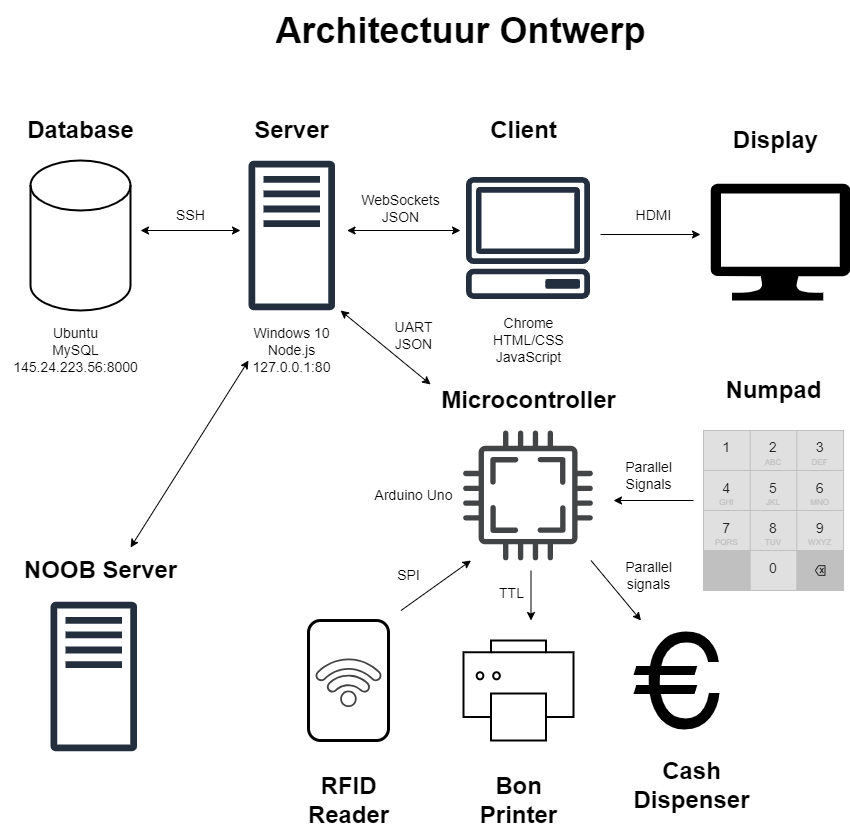 Architectuur Ontwerp
Database
Server
Client
Display
SSH
WebSockets
JSON
HDMI
Ubuntu
MySQL
145.24.223.56:8000
Windows 10
Node.js
127.0.0.1:80
UART
JSON
Chrome
HTML/CSS
JavaScript
Microcontroller
Numpad
Arduino Uno
Parallel
Signals
1
2
ABC
3
DEF
4
GHI
5
JKL
6
MNO
7
PQRS
8
TUV
9
WXYZ
0
NOOB Server
SPI
TTL
Parallel
signals
RFID
Reader
Bon
Printer
Cash
Dispenser